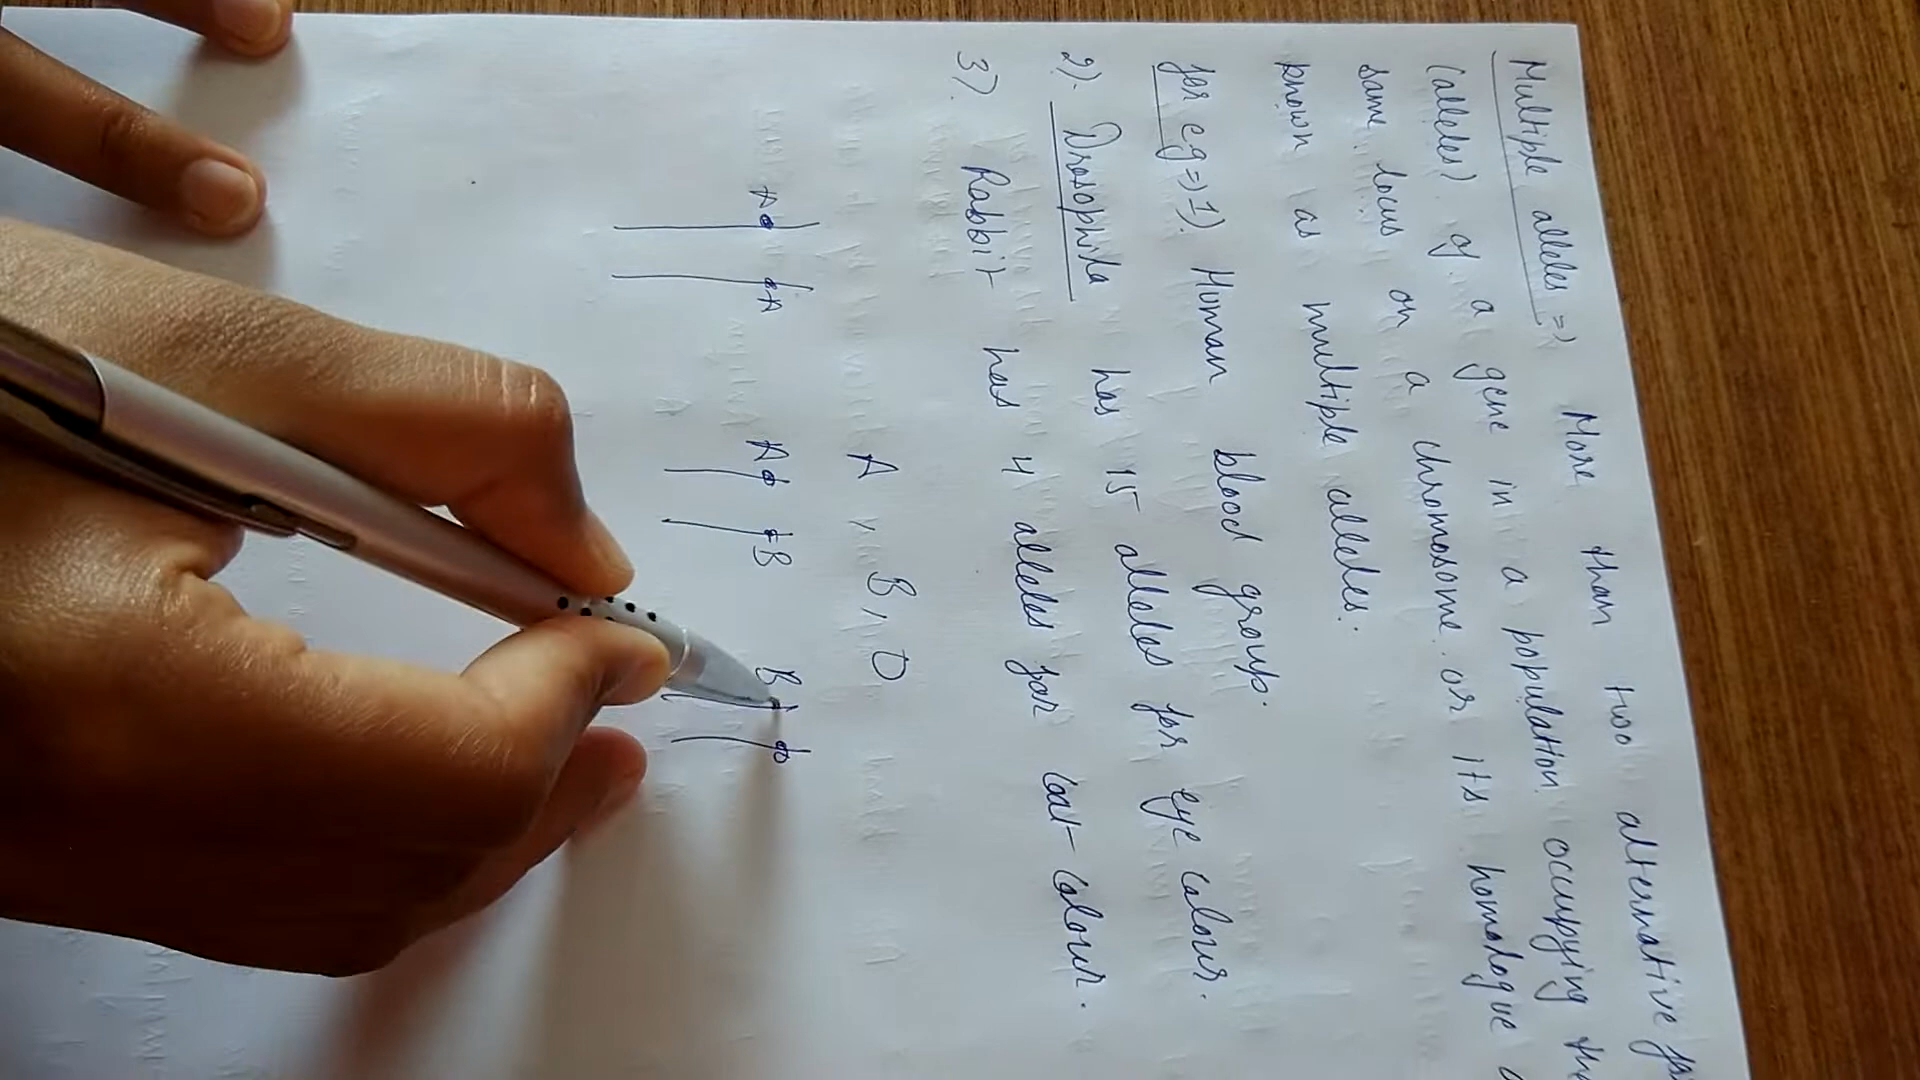 Multiple alleles => More than two alternative
(alleles) of a gene in a population occupying the
same locus on a chromosome or its homologue
known as multiple alleles.
for e.g => 1). Human blood group.
2). Drosophila has 15 alleles for eye colour.
3). Rabbit has 4 alleles for coat colour.
A, B, O
A A A B B